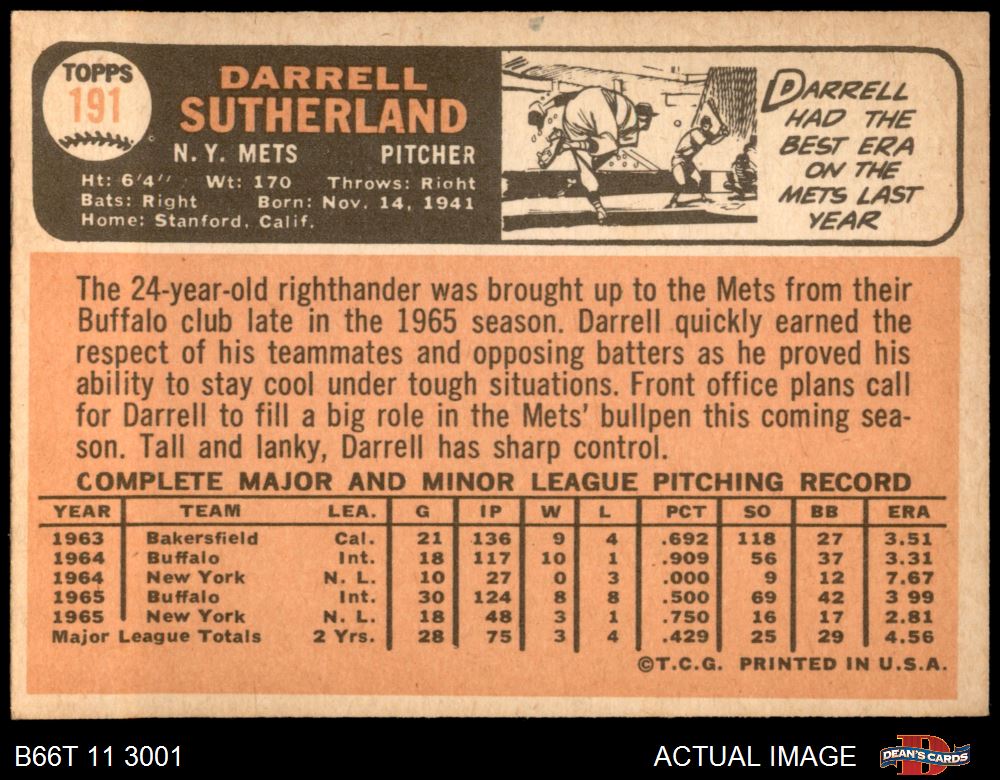 TOPPS
191
DARRELL
SUTHERLAND
N. Y. METS PITCHER
Ht: 6'4" Wt: 170 Throws: Right
Bats: Right Born: Nov. 14, 1941
Home: Stanford, Calif.
DARRELL
HAD THE
BEST ERA
ON THE
METS LAST
YEAR
The 24-year-old righthander was brought up to the Mets from their
Buffalo club late in the 1965 season. Darrell quickly earned the
respect of his teammates and opposing batters as he proved his
ability to stay cool under tough situations. Front office plans call
for Darrell to fill a big role in the Mets' bullpen this coming sea-
son. Tall and lanky, Darrell has sharp control.
COMPLETE MAJOR AND MINOR LEAGUE PITCHING RECORD
YEAR TEAM LEA. G IP W L PCT SO BB ERA
1963 Bakersfield Cal. 21 136 9 4 .692 118 27 3.51
1964 Buffalo Int. 18 117 10 1 .909 56 37 3.31
1964 New York N. L. 10 27 0 3 .000 9 12 7.67
1965 Buffalo Int. 30 124 8 8 .500 69 42 3 99
1965 New York N. L. 18 48 3 1 .750 16 17 2.81
Major League Totals 2 Yrs. 28 75 3 4 .429 25 29 4.56
©T.C.G. PRINTED IN U.S.A.
B66T 11 3001 ACTUAL IMAGE DEAN'S CARDS